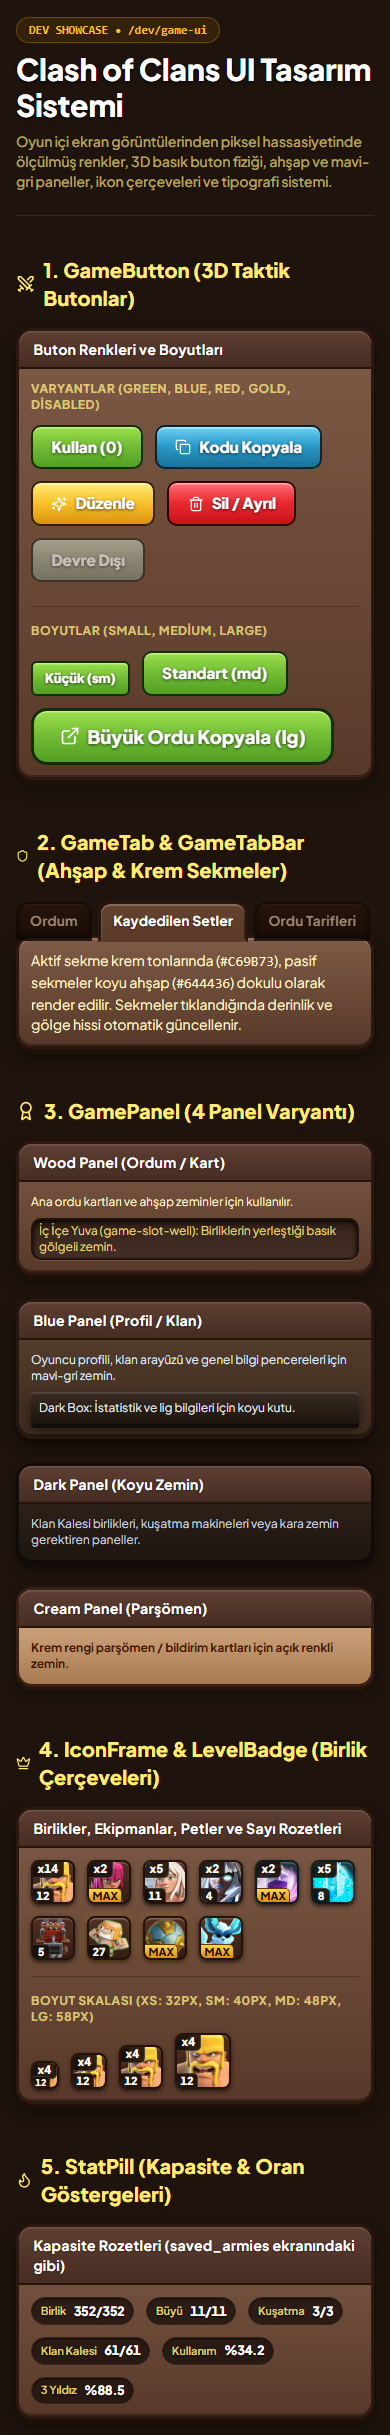 DEV SHOWCASE • /dev/game-ui
Clash of Clans UI Tasarım
Sistemi
Oyun içi ekran görüntülerinden piksel hassasiyetinde
ölçülmüş renkler, 3D basık buton fiziği, ahşap ve mavi-
gri paneller, ikon çerçeveleri ve tipografi sistemi.
1. GameButton (3D Taktik
Butonlar)
Buton Renkleri ve Boyutları
VARYANTLAR (GREEN, BLUE, RED, GOLD,
DİSABLED)
Kullan (0)
Kodu Kopyala
Düzenle
Sil / Ayrıl
Devre Dışı
BOYUTLAR (SMALL, MEDİUM, LARGE)
Küçük (sm)
Standart (md)
Büyük Ordu Kopyala (lg)
2. GameTab & GameTabBar
(Ahşap & Krem Sekmeler)
Ordum
Kaydedilen Setler
Ordu Tarifleri
Aktif sekme krem tonlarında (#C69B73), pasif
sekmeler koyu ahşap (#644436) dokulu olarak
render edilir. Sekmeler tıklandığında derinlik ve
gölge hissi otomatik güncellenir.
3. GamePanel (4 Panel Varyantı)
Wood Panel (Ordum / Kart)
Ana ordu kartları ve ahşap zeminler için kullanılır.
İç İçe Yuva (game-slot-well): Birliklerin yerleştiği basık
gölgeli zemin.
Blue Panel (Profil / Klan)
Oyuncu profili, klan arayüzü ve genel bilgi pencereleri için
mavi-gri zemin.
Dark Box: İstatistik ve lig bilgileri için koyu kutu.
Dark Panel (Koyu Zemin)
Klan Kalesi birlikleri, kuşatma makineleri veya kara zemin
gerektiren paneller.
Cream Panel (Parşömen)
Krem rengi parşömen / bildirim kartları için açık renkli
zemin.
4. IconFrame & LevelBadge (Birlik
Çerçeveleri)
Birlikler, Ekipmanlar, Petler ve Sayı Rozetleri
x14
12
x2
MAX
x5
11
x2
4
x2
MAX
x5
8
5
27
MAX
MAX
BOYUT SKALASI (XS: 32PX, SM: 40PX, MD: 48PX,
LG: 58PX)
x4
12
x4
12
x4
12
x4
12
5. StatPill (Kapasite & Oran
Göstergeleri)
Kapasite Rozetleri (saved_armies ekranındaki
gibi)
Birlik 352/352
Büyü 11/11
Kuşatma 3/3
Klan Kalesi 61/61
Kullanım %34.2
3 Yıldız %88.5